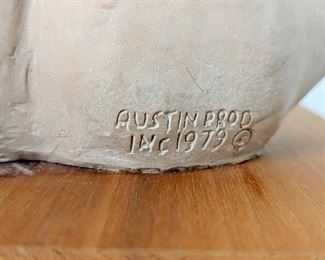 AUSTIN PROD
INC 1979 ©